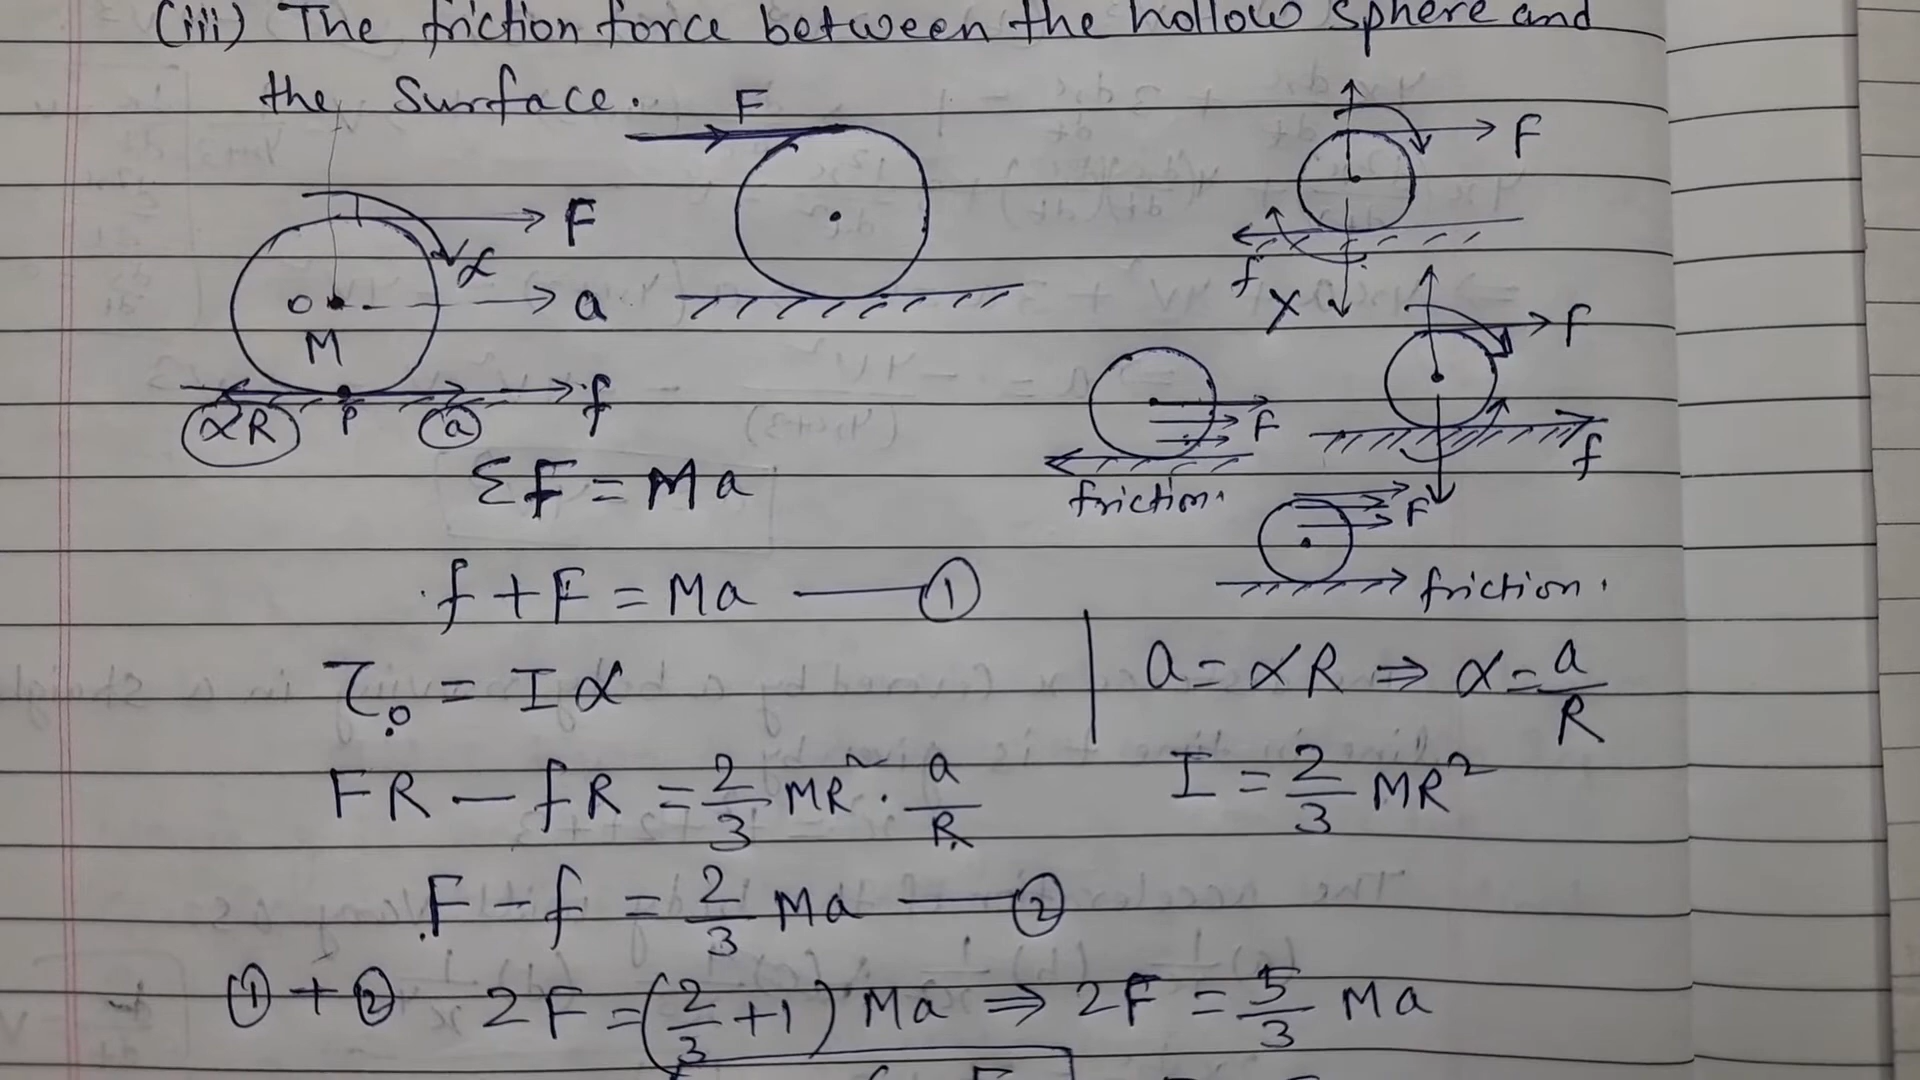 (iii) The friction force between the hollow sphere and
the surface.
F
F
α
O
a
M
αR
P
a
f
F
f
X
F
friction.
F
f
F
friction.
ΣF = Ma
f + F = Ma —— ①
τ₀ = Iα
a = αR ⇒ α = a/R
FR – fR = 2/3 MR² · a/R
I = 2/3 MR²
F – f = 2/3 Ma —— ②
① + ② 2F = (2/3 + 1) Ma ⇒ 2F = 5/3 Ma